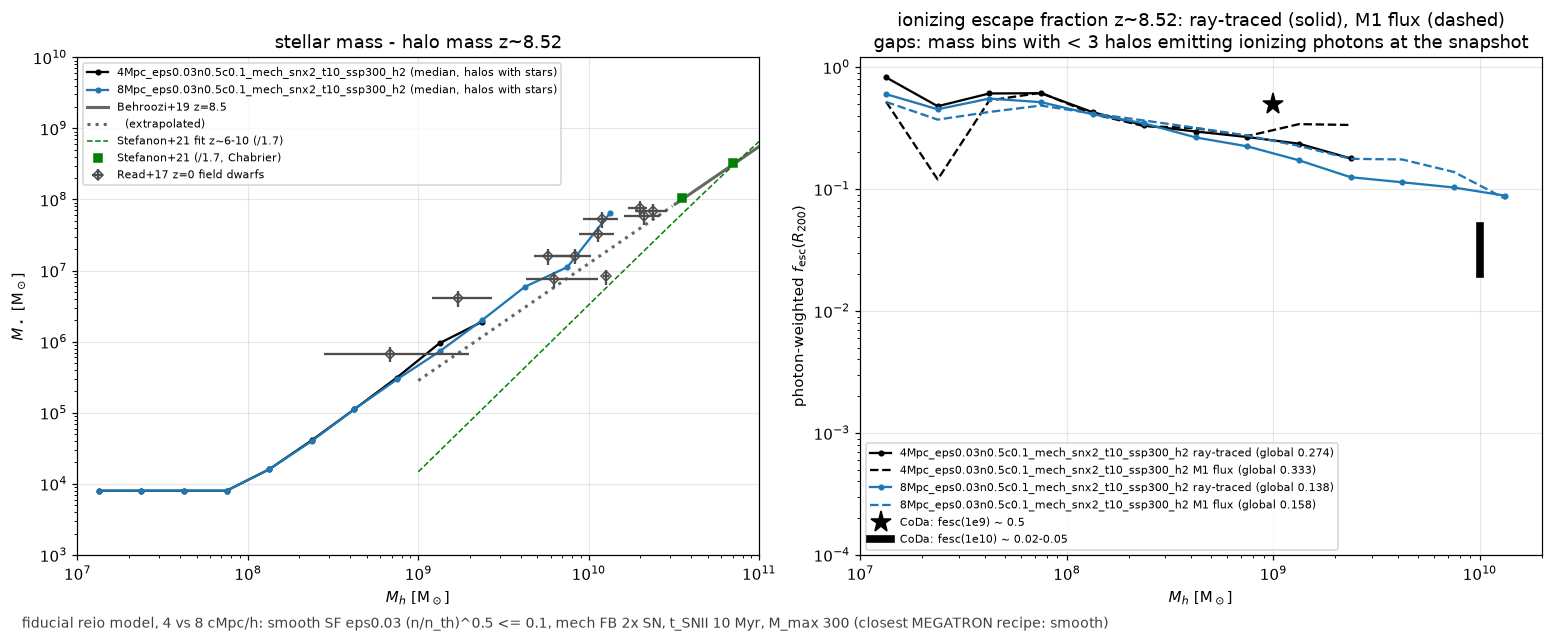 stellar mass - halo mass z~8.52
10^10
10^9
10^8
10^7
10^6
10^5
10^4
10^3
M⋆ [M⊙]
4Mpc_eps0.03n0.5c0.1_mech_snx2_t10_ssp300_h2 (median, halos with stars)
8Mpc_eps0.03n0.5c0.1_mech_snx2_t10_ssp300_h2 (median, halos with stars)
Behroozi+19 z=8.5
(extrapolated)
Stefanon+21 fit z~6-10 (/1.7)
Stefanon+21 (/1.7, Chabrier)
Read+17 z=0 field dwarfs
10^7 10^8 10^9 10^10 10^11
M_h [M⊙]
ionizing escape fraction z~8.52: ray-traced (solid), M1 flux (dashed)
gaps: mass bins with < 3 halos emitting ionizing photons at the snapshot
10^0
10^-1
10^-2
10^-3
10^-4
photon-weighted f_esc(R_200)
4Mpc_eps0.03n0.5c0.1_mech_snx2_t10_ssp300_h2 ray-traced (global 0.274)
4Mpc_eps0.03n0.5c0.1_mech_snx2_t10_ssp300_h2 M1 flux (global 0.333)
8Mpc_eps0.03n0.5c0.1_mech_snx2_t10_ssp300_h2 ray-traced (global 0.138)
8Mpc_eps0.03n0.5c0.1_mech_snx2_t10_ssp300_h2 M1 flux (global 0.158)
CoDa: fesc(1e9) ~ 0.5
CoDa: fesc(1e10) ~ 0.02-0.05
10^7 10^8 10^9 10^10
M_h [M⊙]
fiducial reio model, 4 vs 8 cMpc/h: smooth SF eps0.03 (n/n_th)^0.5 <= 0.1, mech FB 2x SN, t_SNII 10 Myr, M_max 300 (closest MEGATRON recipe: smooth)